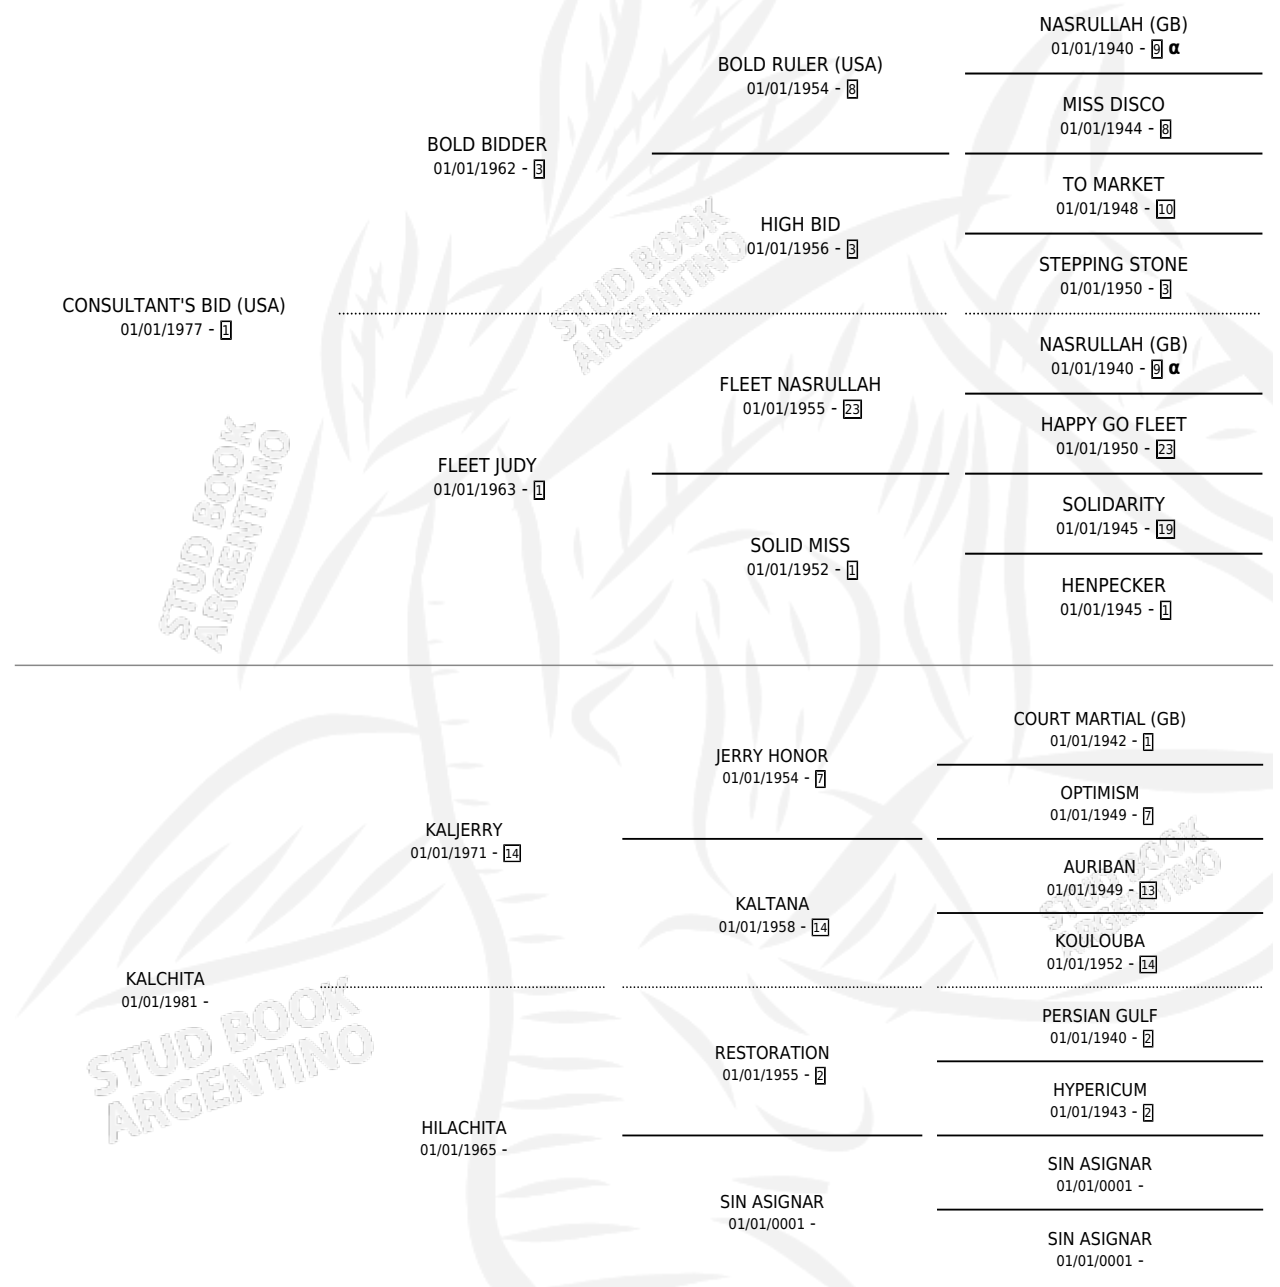 NASRULLAH (GB)
01/01/1940 - 9 α
BOLD RULER (USA)
01/01/1954 - 8
MISS DISCO
01/01/1944 - 8
BOLD BIDDER
01/01/1962 - 3
TO MARKET
01/01/1948 - 10
HIGH BID
01/01/1956 - 3
STEPPING STONE
01/01/1950 - 3
CONSULTANT'S BID (USA)
01/01/1977 - 1
NASRULLAH (GB)
01/01/1940 - 9 α
FLEET NASRULLAH
01/01/1955 - 23
HAPPY GO FLEET
01/01/1950 - 23
FLEET JUDY
01/01/1963 - 1
SOLIDARITY
01/01/1945 - 19
SOLID MISS
01/01/1952 - 1
HENPECKER
01/01/1945 - 1
COURT MARTIAL (GB)
01/01/1942 - 1
JERRY HONOR
01/01/1954 - 7
OPTIMISM
01/01/1949 - 7
KALJERRY
01/01/1971 - 14
AURIBAN
01/01/1949 - 13
KALTANA
01/01/1958 - 14
KOULOUBA
01/01/1952 - 14
KALCHITA
01/01/1981 -
PERSIAN GULF
01/01/1940 - 2
RESTORATION
01/01/1955 - 2
HYPERICUM
01/01/1943 - 2
HILACHITA
01/01/1965 -
SIN ASIGNAR
01/01/0001 -
SIN ASIGNAR
01/01/0001 -
SIN ASIGNAR
01/01/0001 -
STUD BOOK
ARGENTINO
STUD BOOK
ARGENTINO
STUD BOOK
ARGENTINO
STUD BOOK
ARGENTINO